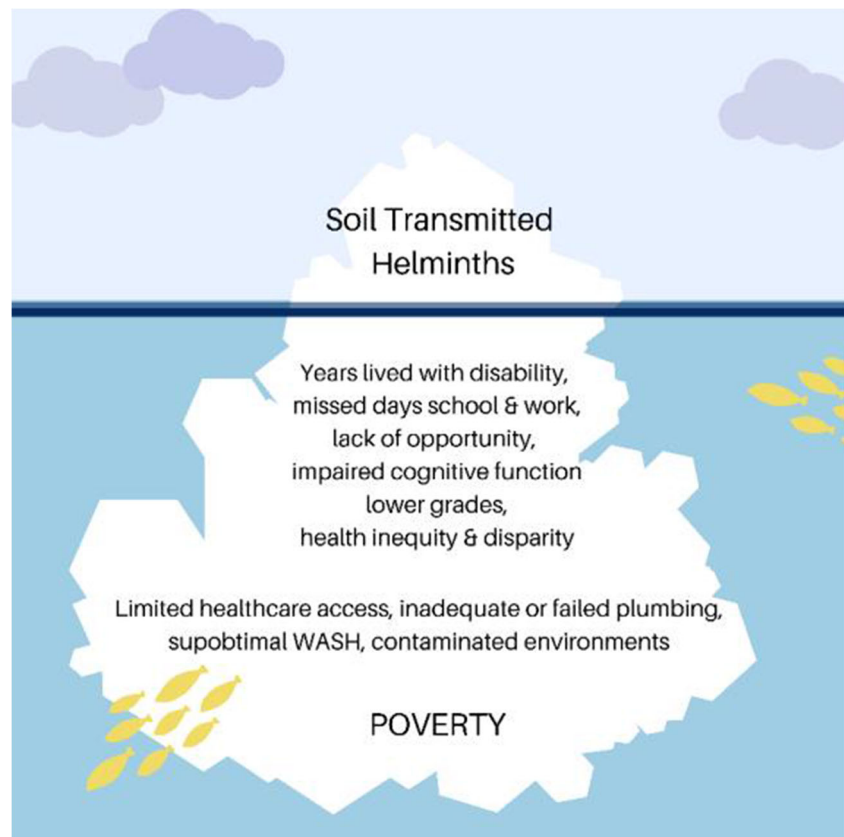 Soil Transmitted
Helminths
Years lived with disability,
missed days school & work,
lack of opportunity,
impaired cognitive function
lower grades,
health inequity & disparity
Limited healthcare access, inadequate or failed plumbing,
supobtimal WASH, contaminated environments
POVERTY